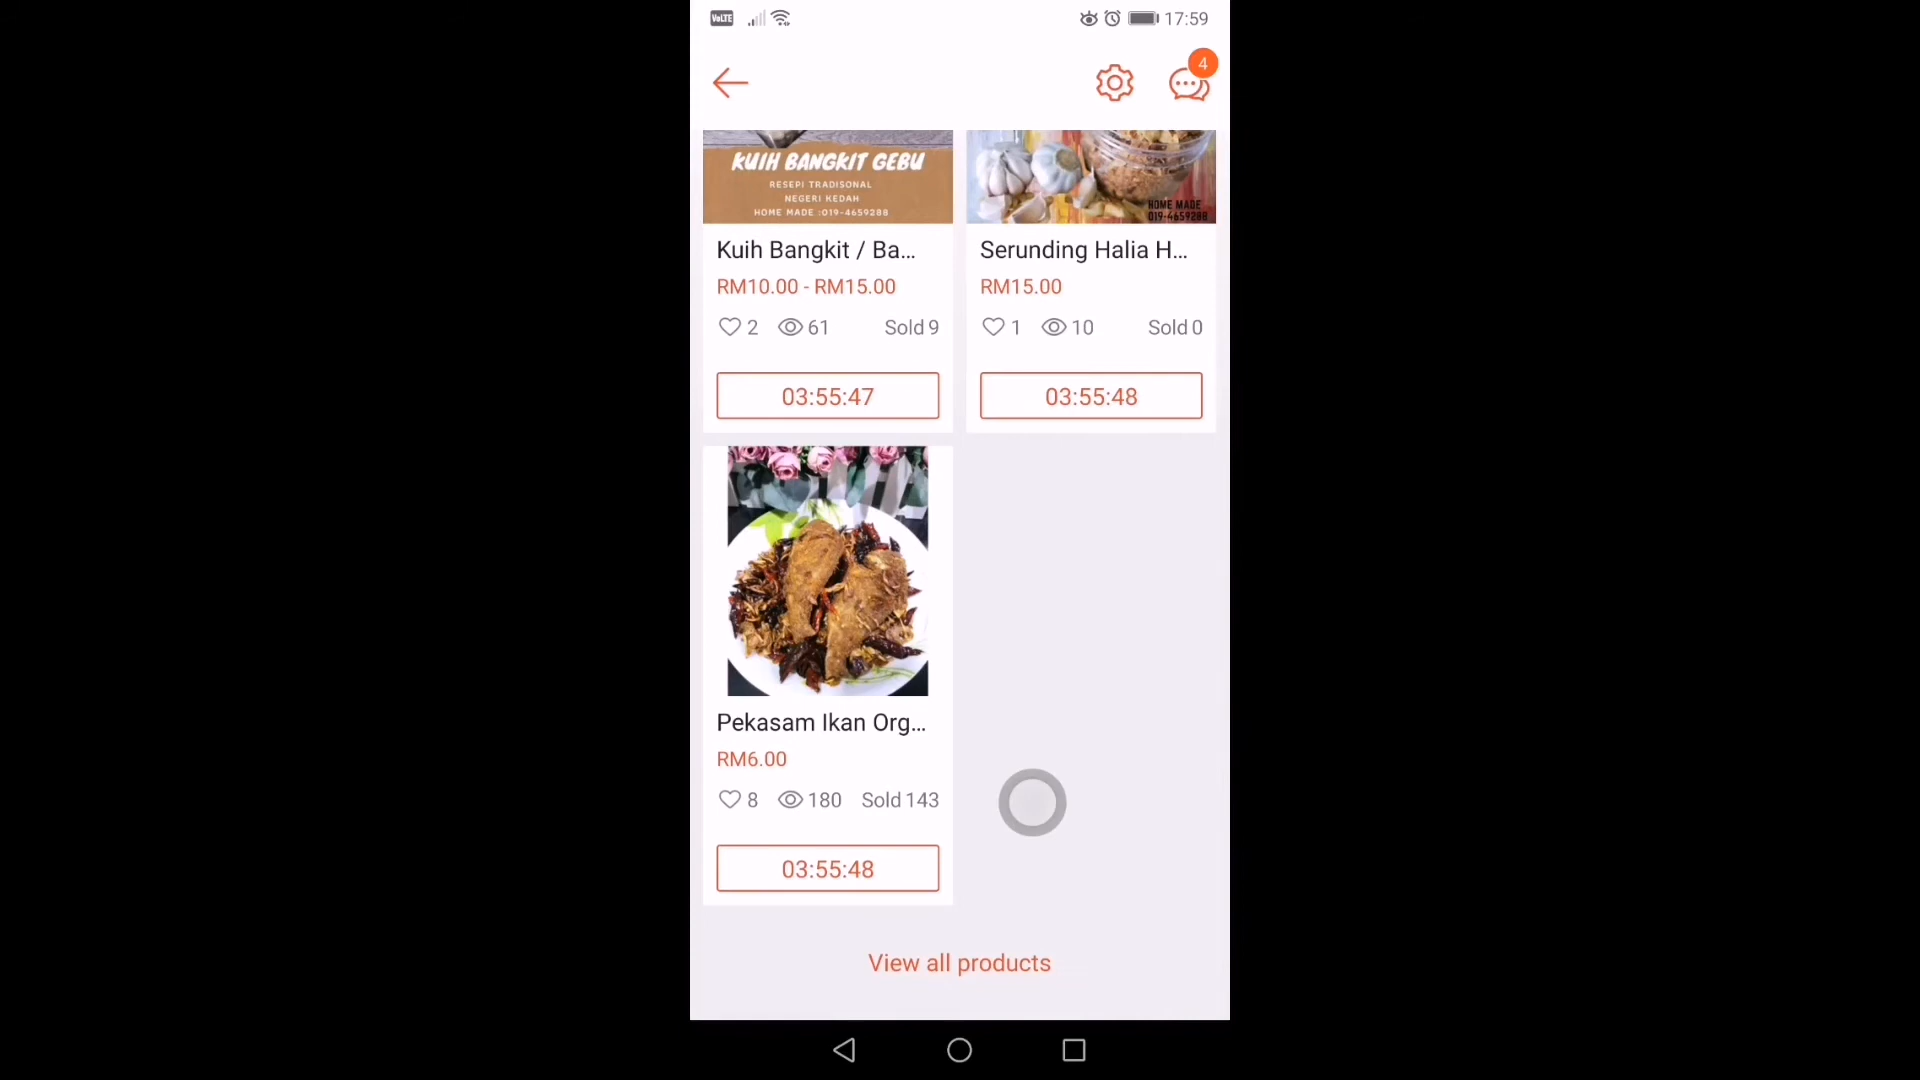 VoLTE
17:59
4
KUIH BANGKIT GEBU
RESEPI TRADISONAL
NEGERI KEDAH
HOME MADE :019-4659288
HOME MADE
019-4659288
Kuih Bangkit / Ba...
RM10.00 - RM15.00
2 61 Sold 9
03:55:47
Serunding Halia H...
RM15.00
1 10 Sold 0
03:55:48
Pekasam Ikan Org...
RM6.00
8 180 Sold 143
03:55:48
View all products